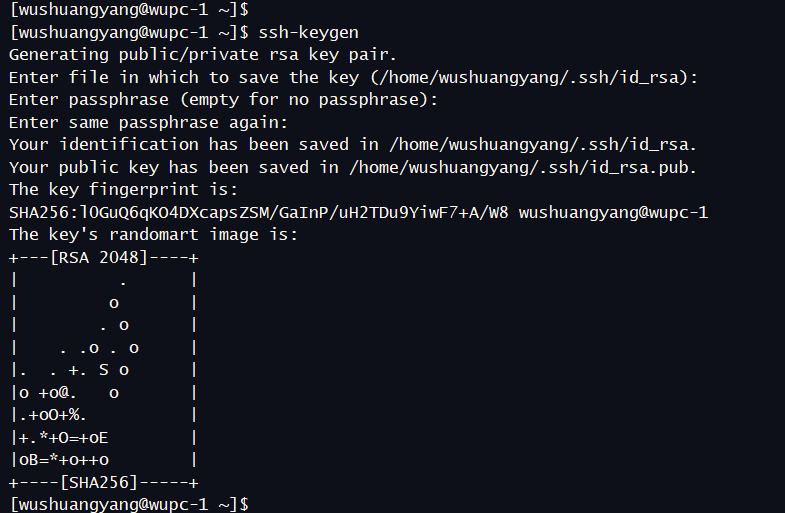 [wushuangyang@wupc-1 ~]$
[wushuangyang@wupc-1 ~]$ ssh-keygen
Generating public/private rsa key pair.
Enter file in which to save the key (/home/wushuangyang/.ssh/id_rsa):
Enter passphrase (empty for no passphrase):
Enter same passphrase again:
Your identification has been saved in /home/wushuangyang/.ssh/id_rsa.
Your public key has been saved in /home/wushuangyang/.ssh/id_rsa.pub.
The key fingerprint is:
SHA256:lOGuQ6qKO4DXcapsZSM/GaInP/uH2TDu9YiwF7+A/W8 wushuangyang@wupc-1
The key's randomart image is:
+---[RSA 2048]----+
|          .      |
|         o       |
|        . o      |
|    . .o . o     |
|.  . +. S o      |
|o +o@.   o       |
|.+oO+%.          |
|+.*+O=+oE        |
|oB=*+o++o        |
+----[SHA256]-----+
[wushuangyang@wupc-1 ~]$